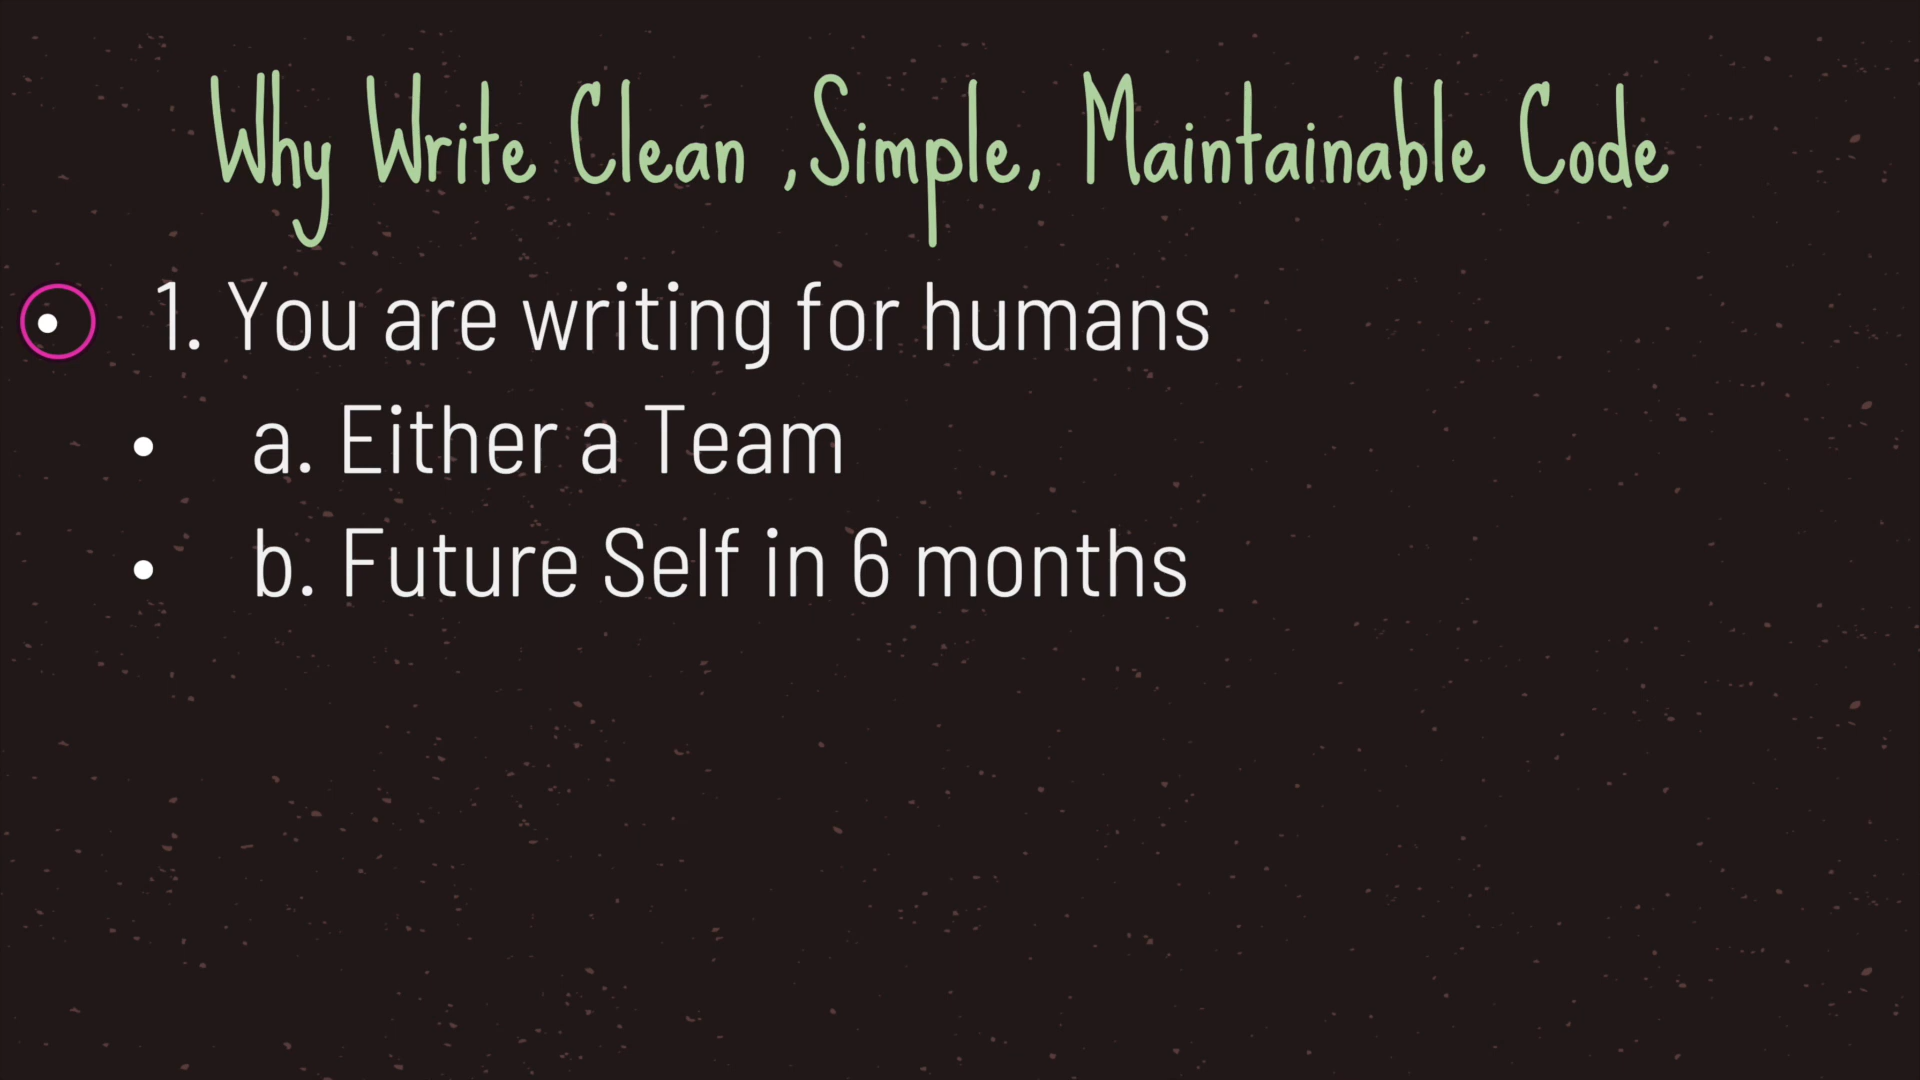 Why Write Clean ,Simple, Maintainable Code
• 1. You are writing for humans
• a. Either a Team
• b. Future Self in 6 months